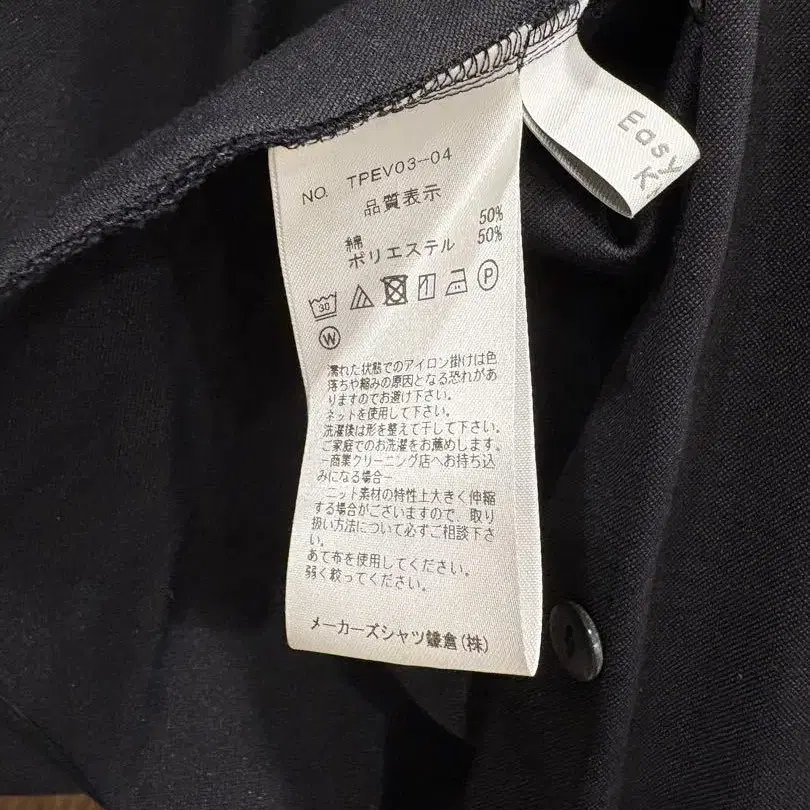 Easy
NO. TPEV03-04
品質表示
綿 50%
ポリエステル 50%
30
P
W
濡れた状態でのアイロン掛けは色
落ちや縮みの原因となる恐れがあ
りますのでお避け下さい。
ネットを使用して下さい。
洗濯後は形を整えて干して下さい。
ご家庭でのお洗濯をお薦めします。
ー商業クリーニング店へお持ち込
みになる場合ー
ニット素材の特性上大きく伸縮
する場合がございますので、取り
扱い方法について必ずご相談下さ
い。
あて布を使用してください。
弱く絞ってください。
メーカーズシャツ鎌倉(株)